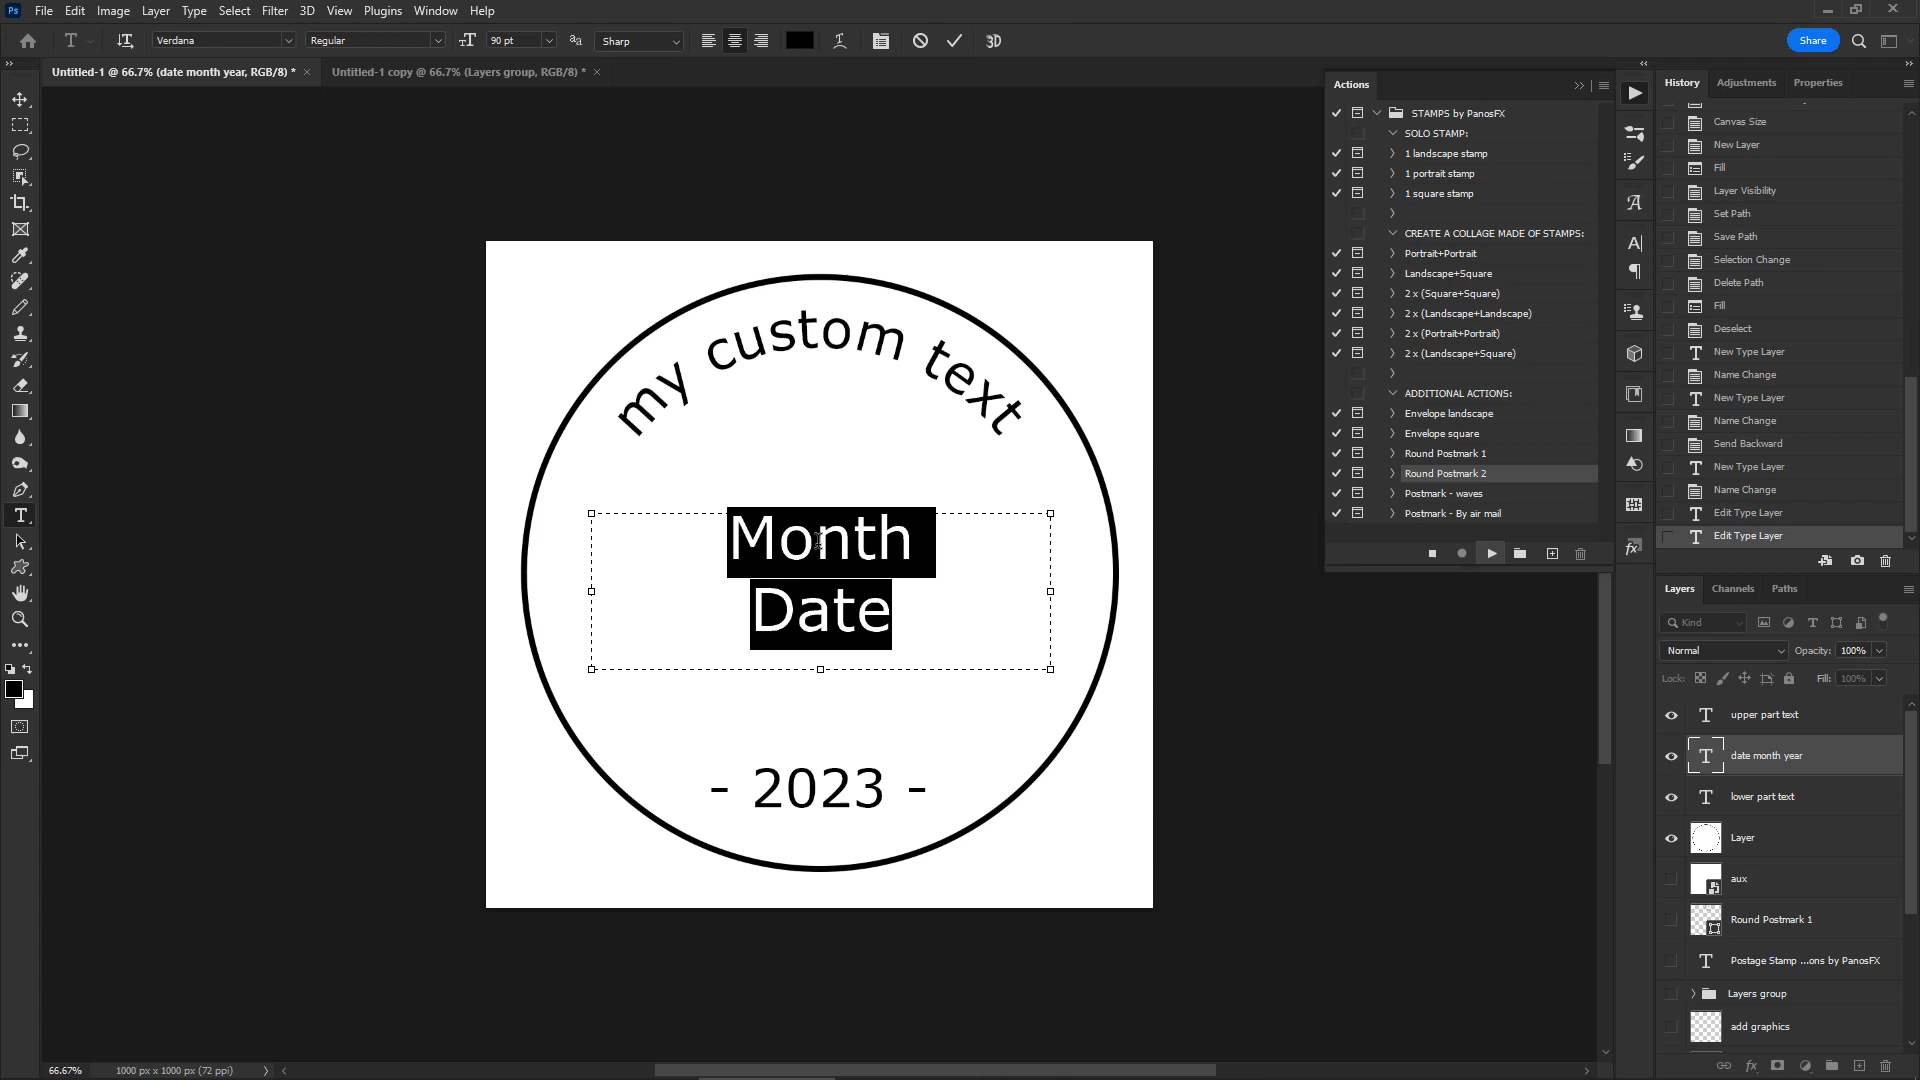 Ps File Edit Image Layer Type Select Filter 3D View Plugins Window Help
T Verdana Regular 90 pt Sharp 3D Share
Untitled-1 @ 66.7% (date month year, RGB/8) * × Untitled-1 copy @ 66.7% (Layers group, RGB/8) * ×
my custom text
Month
Date
- 2023 -
Actions
STAMPS by PanosFX
SOLO STAMP:
1 landscape stamp
1 portrait stamp
1 square stamp
CREATE A COLLAGE MADE OF STAMPS:
Portrait+Portrait
Landscape+Square
2 x (Square+Square)
2 x (Landscape+Landscape)
2 x (Portrait+Portrait)
2 x (Landscape+Square)
ADDITIONAL ACTIONS:
Envelope landscape
Envelope square
Round Postmark 1
Round Postmark 2
Postmark - waves
Postmark - By air mail
History Adjustments Properties
Canvas Size
New Layer
Fill
Layer Visibility
Set Path
Save Path
Selection Change
Delete Path
Fill
Deselect
New Type Layer
Name Change
New Type Layer
Name Change
Send Backward
New Type Layer
Name Change
Edit Type Layer
Edit Type Layer
Layers Channels Paths
Kind
Normal Opacity: 100%
Lock: Fill: 100%
upper part text
date month year
lower part text
Layer
aux
Round Postmark 1
Postage Stamp ...ons by PanosFX
Layers group
add graphics
66.67% 1000 px x 1000 px (72 ppi)